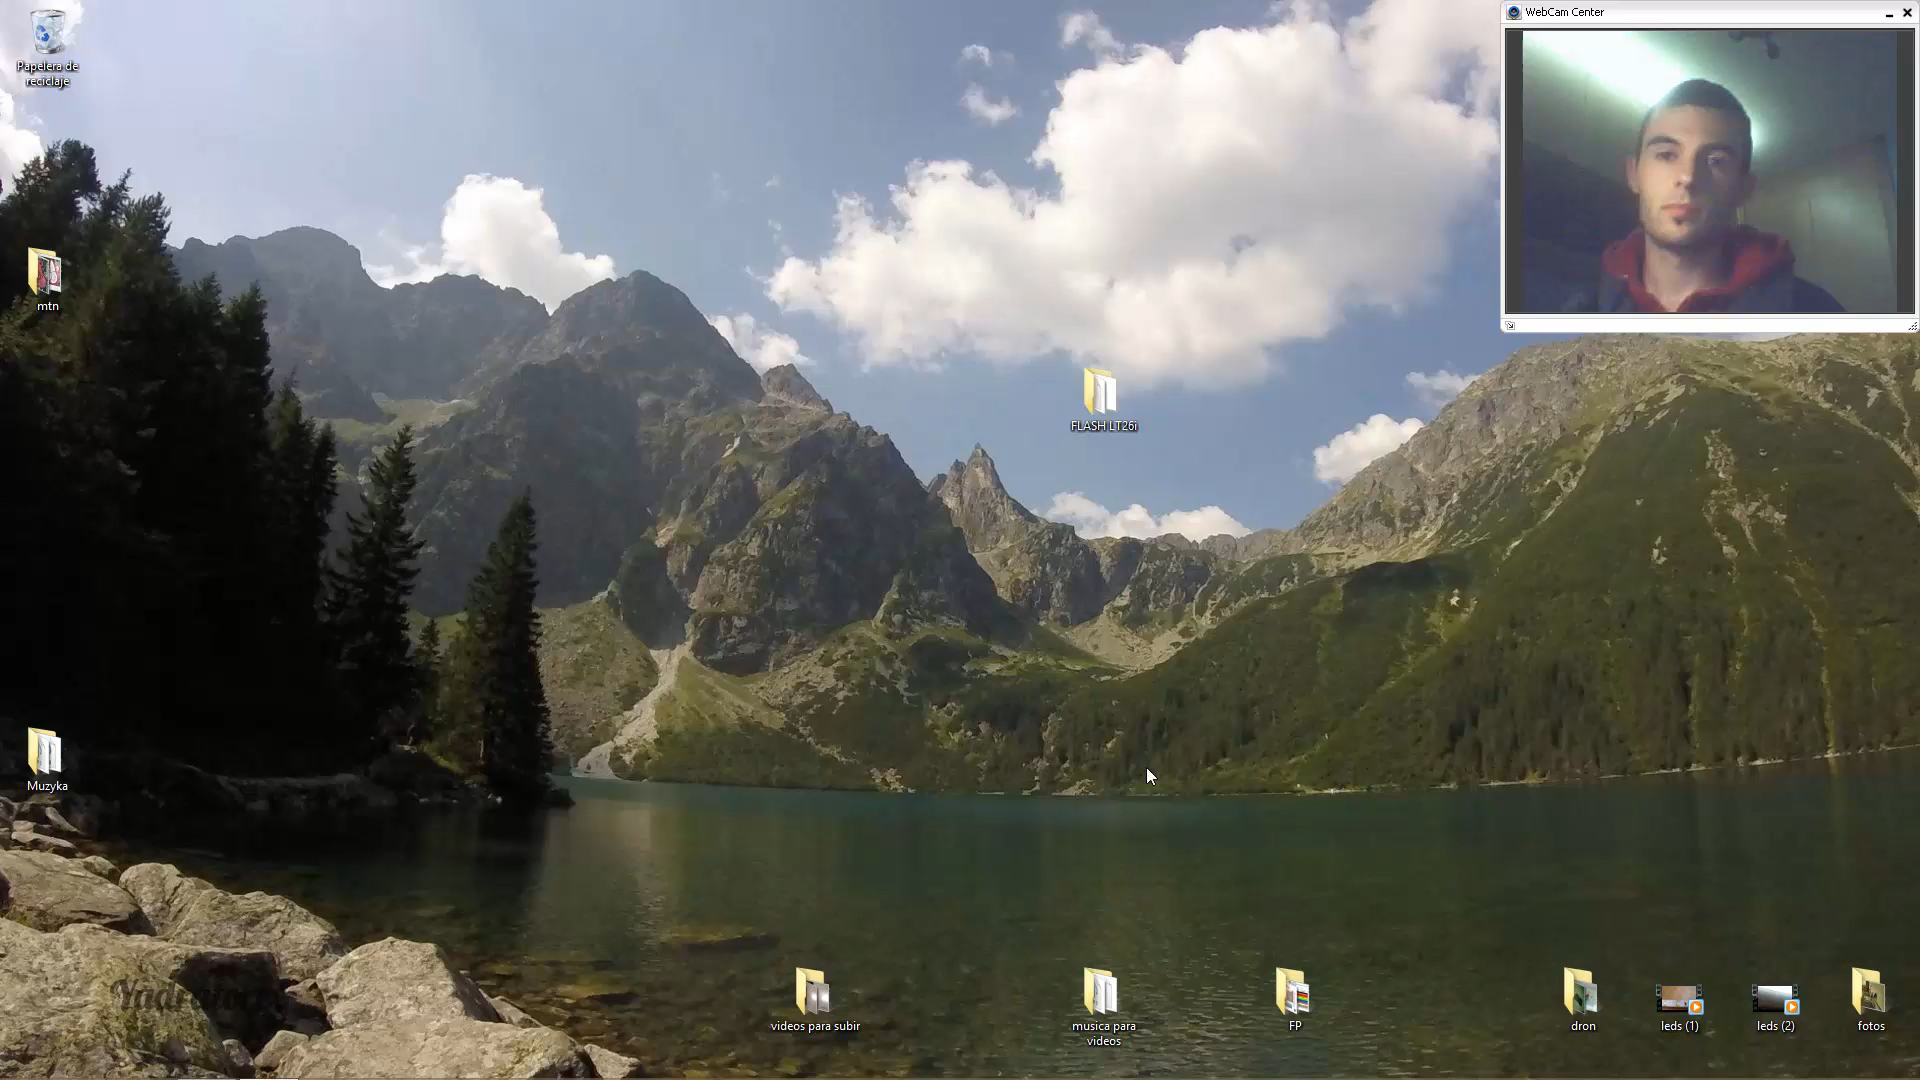 WebCam Center
Papelera de
reciclaje
mtn
FLASH LT26i
Muzyka
videos para subir
musica para
videos
FP
dron
leds (1)
leds (2)
fotos